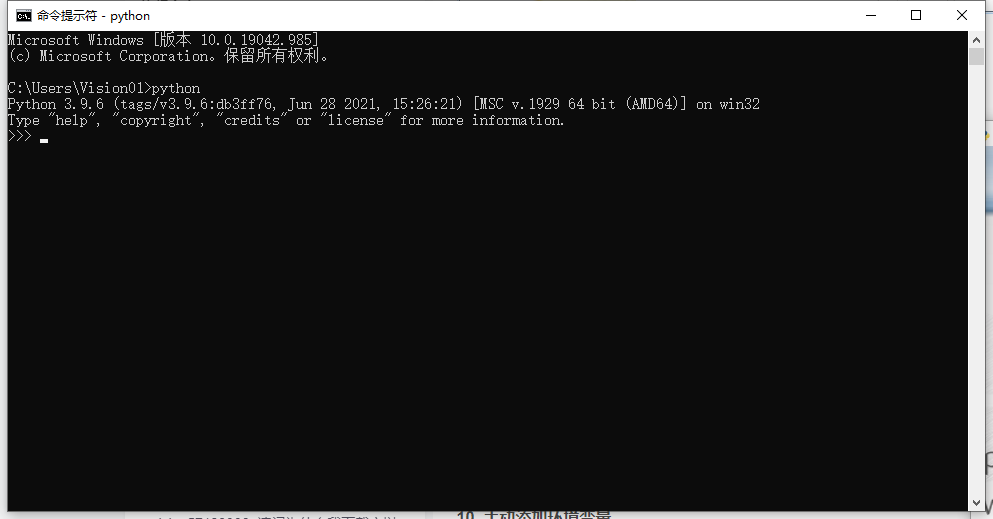 命令提示符 - python
Microsoft Windows [版本 10.0.19042.985]
(c) Microsoft Corporation。保留所有权利。
C:\Users\Vision01>python
Python 3.9.6 (tags/v3.9.6:db3ff76, Jun 28 2021, 15:26:21) [MSC v.1929 64 bit (AMD64)] on win32
Type "help", "copyright", "credits" or "license" for more information.
>>>